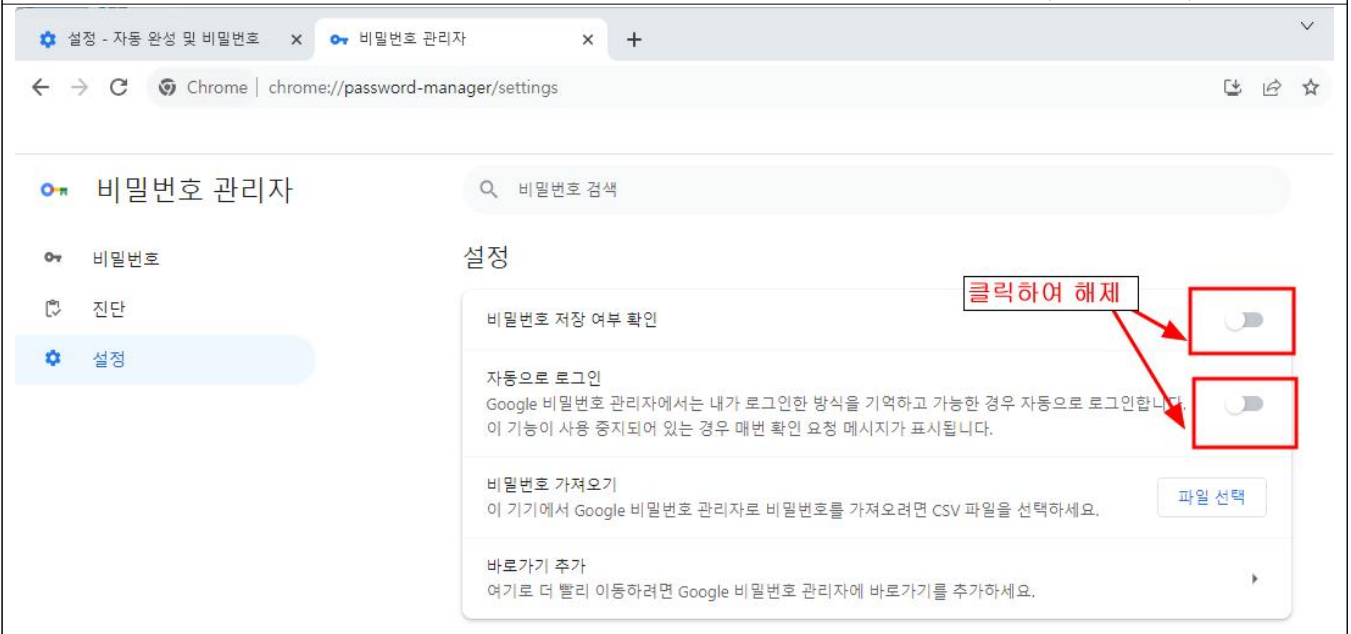 설정 - 자동 완성 및 비밀번호
비밀번호 관리자
Chrome | chrome://password-manager/settings
비밀번호 관리자
비밀번호 검색
비밀번호
진단
설정
설정
클릭하여 해제
비밀번호 저장 여부 확인
자동으로 로그인
Google 비밀번호 관리자에서는 내가 로그인한 방식을 기억하고 가능한 경우 자동으로 로그인합니다.
이 기능이 사용 중지되어 있는 경우 매번 확인 요청 메시지가 표시됩니다.
비밀번호 가져오기
이 기기에서 Google 비밀번호 관리자로 비밀번호를 가져오려면 CSV 파일을 선택하세요.
파일 선택
바로가기 추가
여기로 더 빨리 이동하려면 Google 비밀번호 관리자에 바로가기를 추가하세요.